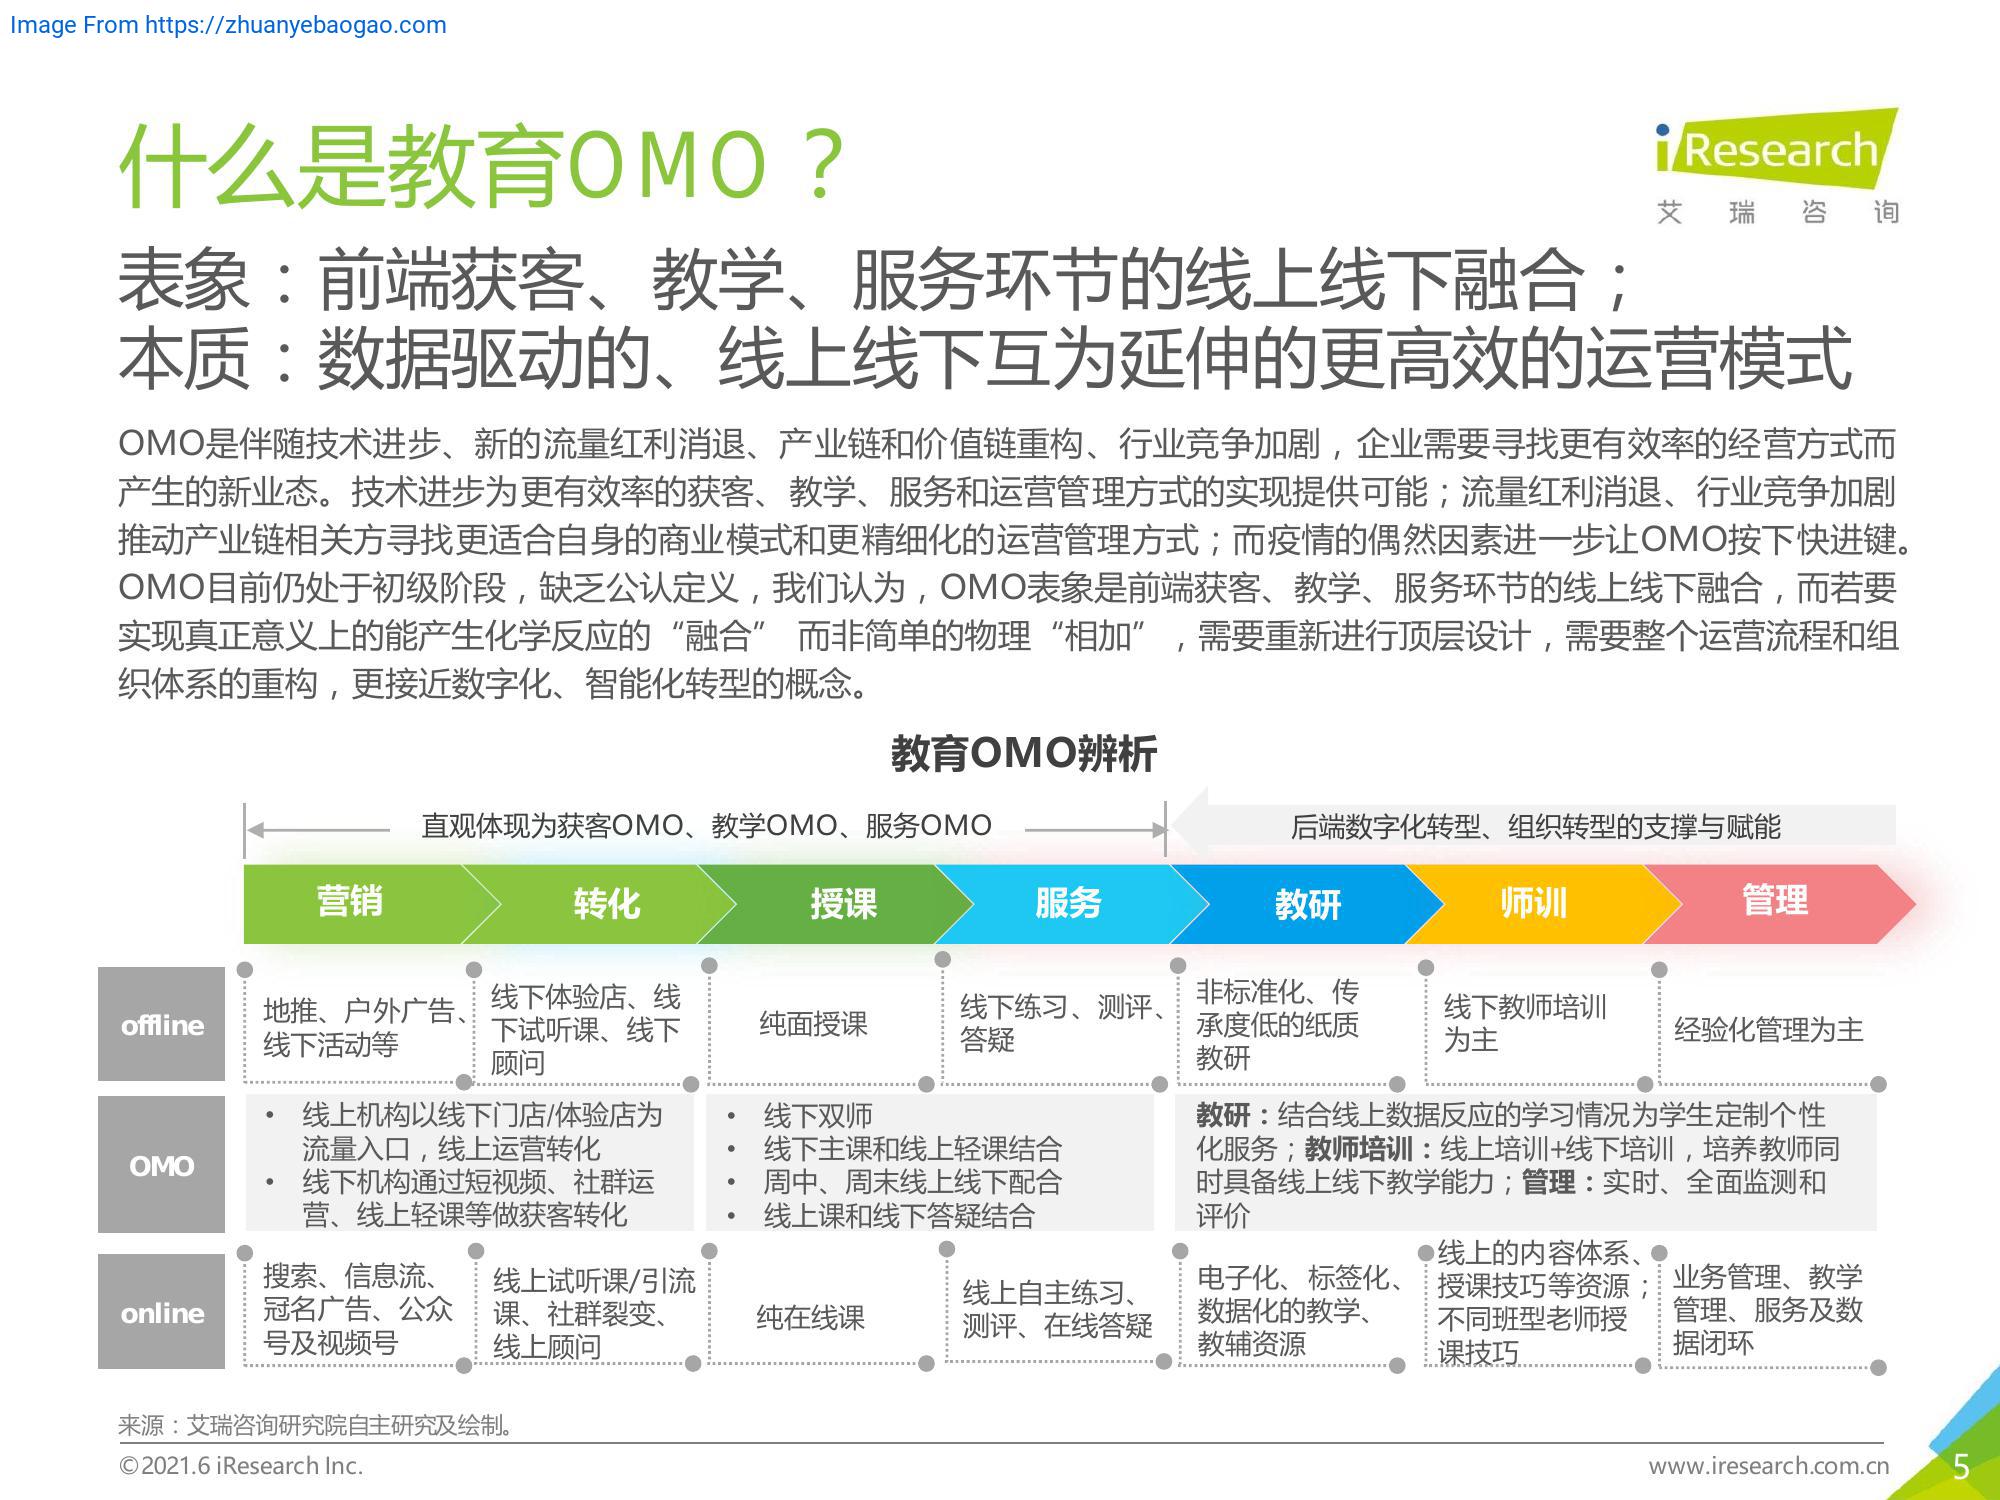 Image From https://zhuanyebaogao.com
什么是教育OMO？
iResearch
艾瑞咨询
表象：前端获客、教学、服务环节的线上线下融合；
本质：数据驱动的、线上线下互为延伸的更高效的运营模式
OMO是伴随技术进步、新的流量红利消退、产业链和价值链重构、行业竞争加剧，企业需要寻找更有效率的经营方式而
产生的新业态。技术进步为更有效率的获客、教学、服务和运营管理方式的实现提供可能；流量红利消退、行业竞争加剧
推动产业链相关方寻找更适合自身的商业模式和更精细化的运营管理方式；而疫情的偶然因素进一步让OMO按下快进键。
OMO目前仍处于初级阶段，缺乏公认定义，我们认为，OMO表象是前端获客、教学、服务环节的线上线下融合，而若要
实现真正意义上的能产生化学反应的“融合” 而非简单的物理“相加”，需要重新进行顶层设计，需要整个运营流程和组
织体系的重构，更接近数字化、智能化转型的概念。
教育OMO辨析
直观体现为获客OMO、教学OMO、服务OMO
后端数字化转型、组织转型的支撑与赋能
营销
转化
授课
服务
教研
师训
管理
offline
地推、户外广告、
线下活动等
线下体验店、线
下试听课、线下
顾问
纯面授课
线下练习、测评、
答疑
非标准化、传
承度低的纸质
教研
线下教师培训
为主
经验化管理为主
OMO
• 线上机构以线下门店/体验店为
流量入口，线上运营转化
• 线下机构通过短视频、社群运
营、线上轻课等做获客转化
• 线下双师
• 线下主课和线上轻课结合
• 周中、周末线上线下配合
• 线上课和线下答疑结合
教研：结合线上数据反应的学习情况为学生定制个性
化服务；教师培训：线上培训+线下培训，培养教师同
时具备线上线下教学能力；管理：实时、全面监测和
评价
online
搜索、信息流、
冠名广告、公众
号及视频号
线上试听课/引流
课、社群裂变、
线上顾问
纯在线课
线上自主练习、
测评、在线答疑
电子化、标签化、
数据化的教学、
教辅资源
线上的内容体系、
授课技巧等资源；
不同班型老师授
课技巧
业务管理、教学
管理、服务及数
据闭环
来源：艾瑞咨询研究院自主研究及绘制。
©2021.6 iResearch Inc.
www.iresearch.com.cn
5